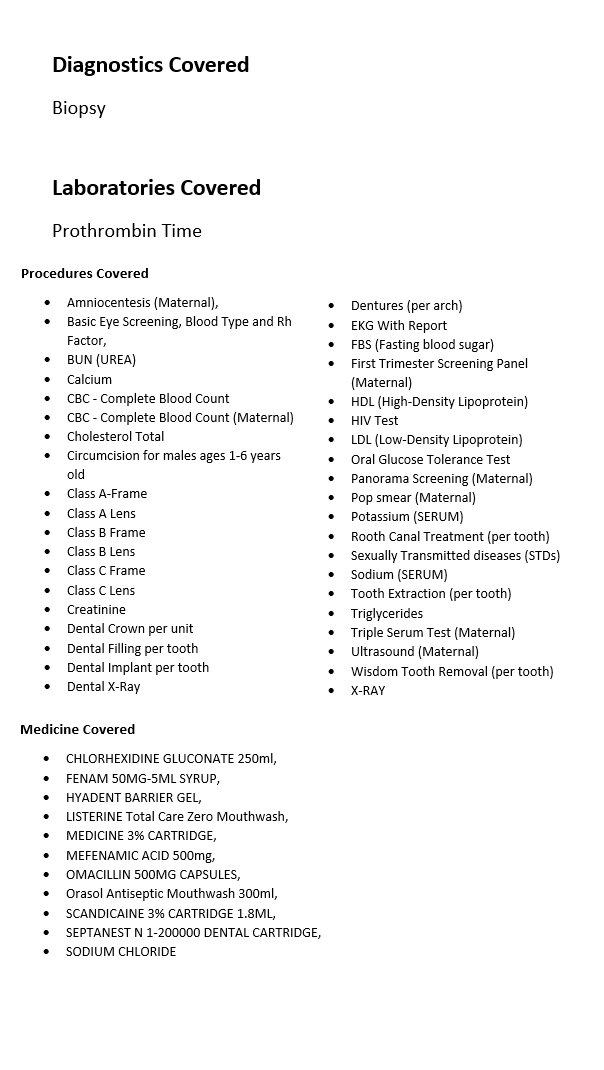 Diagnostics Covered
Biopsy
Laboratories Covered
Prothrombin Time
Procedures Covered
• Amniocentesis (Maternal),
• Basic Eye Screening, Blood Type and Rh
Factor,
• BUN (UREA)
• Calcium
• CBC - Complete Blood Count
• CBC - Complete Blood Count (Maternal)
• Cholesterol Total
• Circumcision for males ages 1-6 years
old
• Class A-Frame
• Class A Lens
• Class B Frame
• Class B Lens
• Class C Frame
• Class C Lens
• Creatinine
• Dental Crown per unit
• Dental Filling per tooth
• Dental Implant per tooth
• Dental X-Ray
• Dentures (per arch)
• EKG With Report
• FBS (Fasting blood sugar)
• First Trimester Screening Panel
(Maternal)
• HDL (High-Density Lipoprotein)
• HIV Test
• LDL (Low-Density Lipoprotein)
• Oral Glucose Tolerance Test
• Panorama Screening (Maternal)
• Pop smear (Maternal)
• Potassium (SERUM)
• Rooth Canal Treatment (per tooth)
• Sexually Transmitted diseases (STDs)
• Sodium (SERUM)
• Tooth Extraction (per tooth)
• Triglycerides
• Triple Serum Test (Maternal)
• Ultrasound (Maternal)
• Wisdom Tooth Removal (per tooth)
• X-RAY
Medicine Covered
• CHLORHEXIDINE GLUCONATE 250ml,
• FENAM 50MG-5ML SYRUP,
• HYADENT BARRIER GEL,
• LISTERINE Total Care Zero Mouthwash,
• MEDICINE 3% CARTRIDGE,
• MEFENAMIC ACID 500mg,
• OMACILLIN 500MG CAPSULES,
• Orasol Antiseptic Mouthwash 300ml,
• SCANDICAINE 3% CARTRIDGE 1.8ML,
• SEPTANEST N 1-200000 DENTAL CARTRIDGE,
• SODIUM CHLORIDE